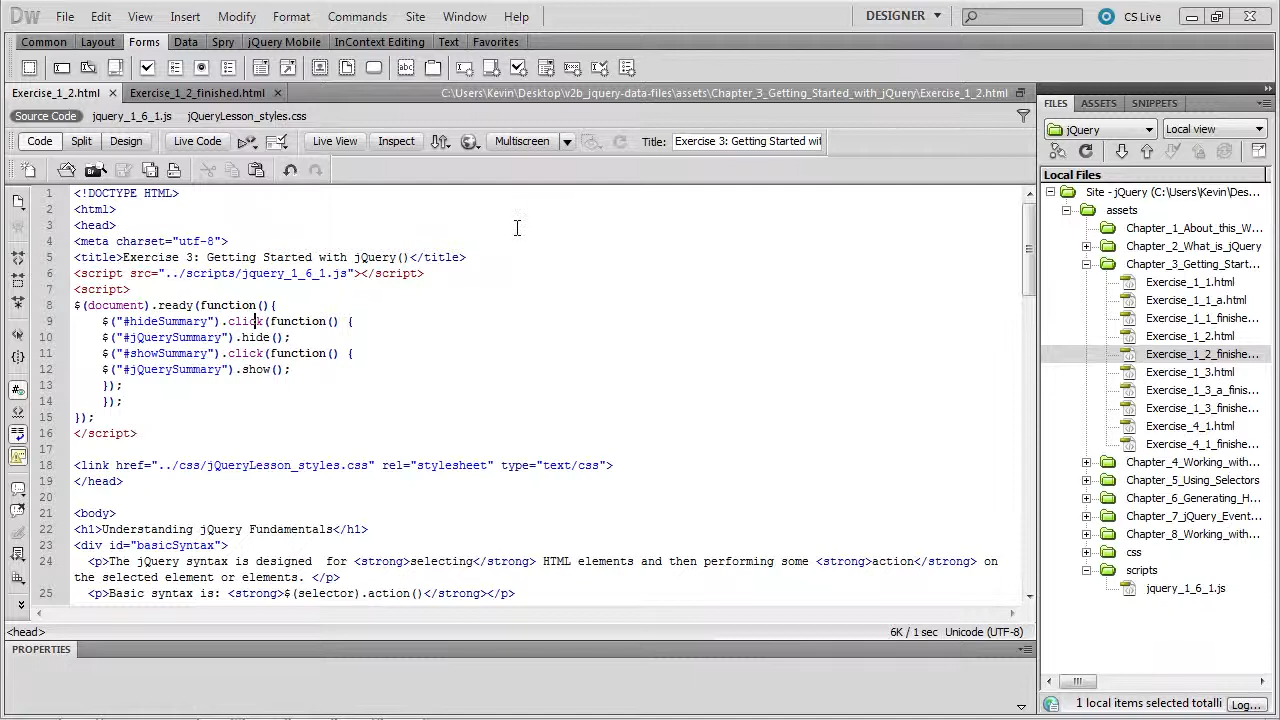 Dw File Edit View Insert Modify Format Commands Site Window Help DESIGNER CS Live
Common Layout Forms Data Spry jQuery Mobile InContext Editing Text Favorites
Exercise_1_2.html Exercise_1_2_finished.html C:\Users\Kevin\Desktop\v2b_jquery-data-files\assets\Chapter_3_Getting_Started_with_jQuery\Exercise_1_2.html
Source Code jquery_1_6_1.js jQueryLesson_styles.css
Code Split Design Live Code Live View Inspect Multiscreen Title: Exercise 3: Getting Started wit
1 <!DOCTYPE HTML>
2 <html>
3 <head>
4 <meta charset="utf-8">
5 <title>Exercise 3: Getting Started with jQuery()</title>
6 <script src="../scripts/jquery_1_6_1.js"></script>
7 <script>
8 $(document).ready(function(){
9 $("#hideSummary").click(function() {
10 $("#jQuerySummary").hide();
11 $("#showSummary").click(function() {
12 $("#jQuerySummary").show();
13 });
14 });
15 });
16 </script>
17
18 <link href="../css/jQueryLesson_styles.css" rel="stylesheet" type="text/css">
19 </head>
20
21 <body>
22 <h1>Understanding jQuery Fundamentals</h1>
23 <div id="basicSyntax">
24 <p>The jQuery syntax is designed  for <strong>selecting</strong> HTML elements and then performing some <strong>action</strong> on
the selected element or elements. </p>
25 <p>Basic syntax is: <strong>$(selector).action()</strong></p>
<head> 6K / 1 sec Unicode (UTF-8)
PROPERTIES
FILES ASSETS SNIPPETS
jQuery Local view
Local Files
Site - jQuery (C:\Users\Kevin\Des...
assets
Chapter_1_About_this_W...
Chapter_2_What_is_jQuery
Chapter_3_Getting_Start...
Exercise_1_1.html
Exercise_1_1_a.html
Exercise_1_1_finishe...
Exercise_1_2.html
Exercise_1_2_finishe...
Exercise_1_3.html
Exercise_1_3_a_finis...
Exercise_1_3_finishe...
Exercise_4_1.html
Exercise_4_1_finishe...
Chapter_4_Working_with...
Chapter_5_Using_Selectors
Chapter_6_Generating_H...
Chapter_7_jQuery_Event...
Chapter_8_Working_with...
css
scripts
jquery_1_6_1.js
1 local items selected totalli Log...